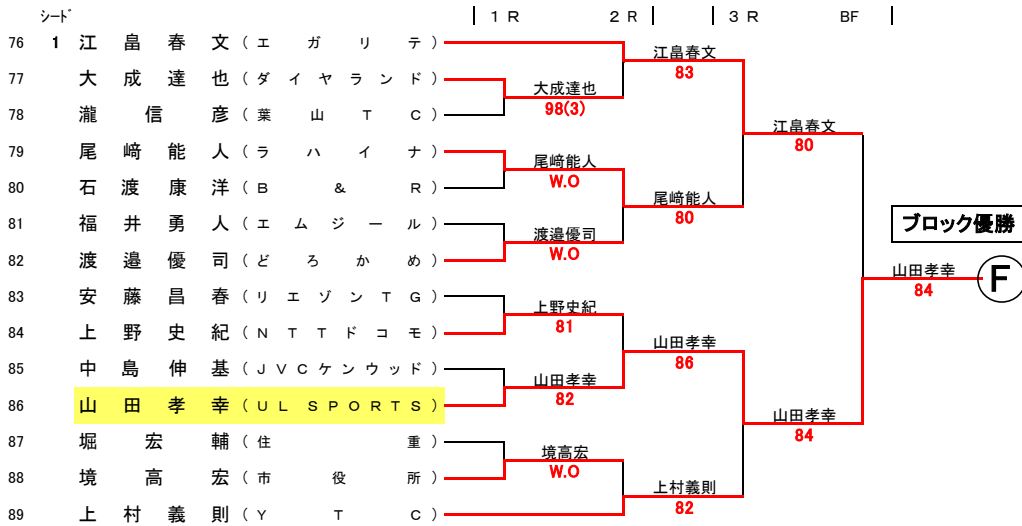 シード 1R 2R 3R BF
76 1 江畠春文(エガリテ)
江畠春文
77 大成達也(ダイヤランド)
83
大成達也
78 瀧信彦(葉山TC)
98(3)
江畠春文
79 尾崎能人(ラハイナ)
80
尾崎能人
80 石渡康洋(B&R)
W.O
尾崎能人
81 福井勇人(エムジール)
80
ブロック優勝
渡邉優司
82 渡邉優司(どろかめ)
W.O
山田孝幸
F
83 安藤昌春(リエゾンTG)
84
上野史紀
84 上野史紀(NTTドコモ)
81
山田孝幸
85 中島伸基(JVCケンウッド)
86
山田孝幸
86 山田孝幸(UL SPORTS)
82
山田孝幸
87 堀宏輔(住重)
84
境高宏
88 境高宏(市役所)
W.O
上村義則
89 上村義則(YTC)
82